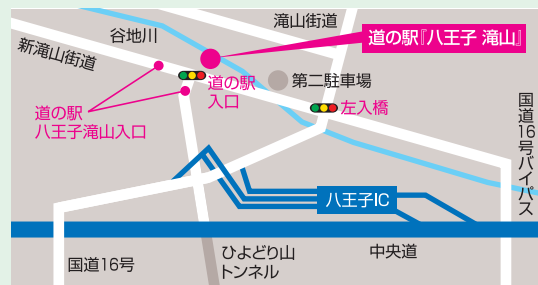 滝山街道
谷地川
道の駅『八王子 滝山』
新滝山街道
道の駅
入口
第二駐車場
道の駅
八王子滝山入口
左入橋
国道16号バイパス
八王子IC
国道16号
ひよどり山
トンネル
中央道